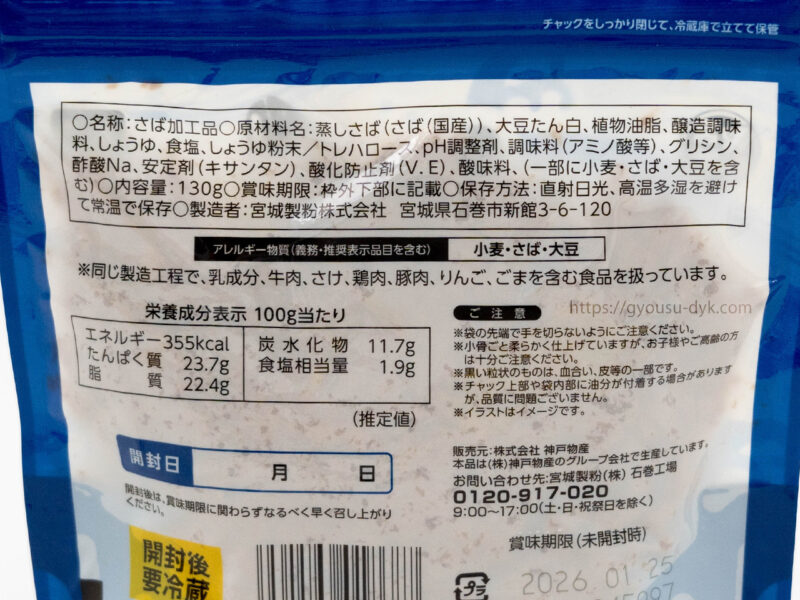 チャックをしっかり閉じて、冷蔵庫で立てて保管
○名称：さば加工品○原材料名：蒸しさば（さば（国産））、大豆たん白、植物油脂、醸造調味
料、しょうゆ、食塩、しょうゆ粉末／トレハロース、pH調整剤、調味料（アミノ酸等）、グリシン、
酢酸Na、安定剤（キサンタン）、酸化防止剤（V.E）、酸味料、（一部に小麦・さば・大豆を含
む）○内容量：130g○賞味期限：枠外下部に記載○保存方法：直射日光、高温多湿を避け
て常温で保存○製造者：宮城製粉株式会社 宮城県石巻市新館3-6-120
アレルギー物質（義務・推奨表示品目を含む） 小麦・さば・大豆
※同じ製造工程で、乳成分、牛肉、さけ、鶏肉、豚肉、りんご、ごまを含む食品を扱っています。
栄養成分表示 100g当たり
エネルギー 355kcal 炭水化物 11.7g
たんぱく質 23.7g 食塩相当量 1.9g
脂質 22.4g
（推定値）
ご注意
https://gyousu-dyk.com
※袋の先端で手を切らないようにご注意ください。
※小骨ごと柔らかく仕上げていますが、お子様やご高齢の方
は十分ご注意ください。
※黒い粒状のものは、血合い、皮等の一部です。
※チャック上部や袋内部に油分が付着する場合があります
が、品質に問題ございません。
※イラストはイメージです。
開封日 月 日
開封後は、賞味期限に関わらずなるべく早く召し上がり
ください。
販売元：株式会社 神戸物産
本品は（株）神戸物産のグループ会社で生産しています。
お問い合わせ先：宮城製粉（株） 石巻工場
0120-917-020
9:00〜17:00（土・日・祝祭日を除く）
賞味期限（未開封時）
2026.01.25
開封後
要冷蔵
プラ